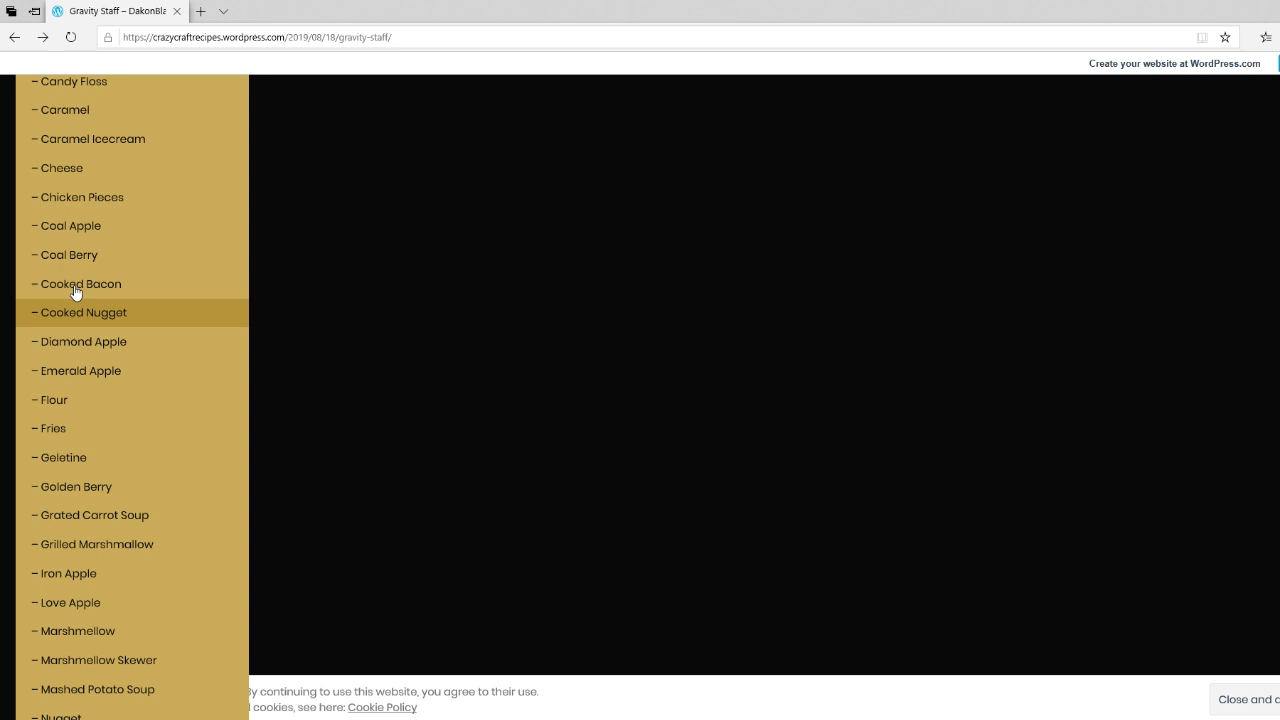 Gravity Staff – DakonBla
https://crazycraftrecipes.wordpress.com/2019/08/18/gravity-staff/
Create your website at WordPress.com
– Candy Floss
– Caramel
– Caramel Icecream
– Cheese
– Chicken Pieces
– Coal Apple
– Coal Berry
– Cooked Bacon
– Cooked Nugget
– Diamond Apple
– Emerald Apple
– Flour
– Fries
– Geletine
– Golden Berry
– Grated Carrot Soup
– Grilled Marshmallow
– Iron Apple
– Love Apple
– Marshmellow
– Marshmellow Skewer
– Mashed Potato Soup
– Nugget
By continuing to use this website, you agree to their use.
cookies, see here: Cookie Policy
Close and